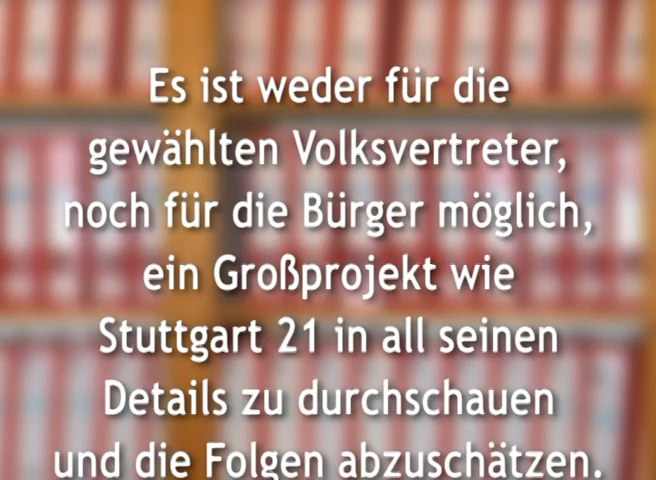 Es ist weder für die
gewählten Volksvertreter,
noch für die Bürger möglich,
ein Großprojekt wie
Stuttgart 21 in all seinen
Details zu durchschauen
und die Folgen abzuschätzen.